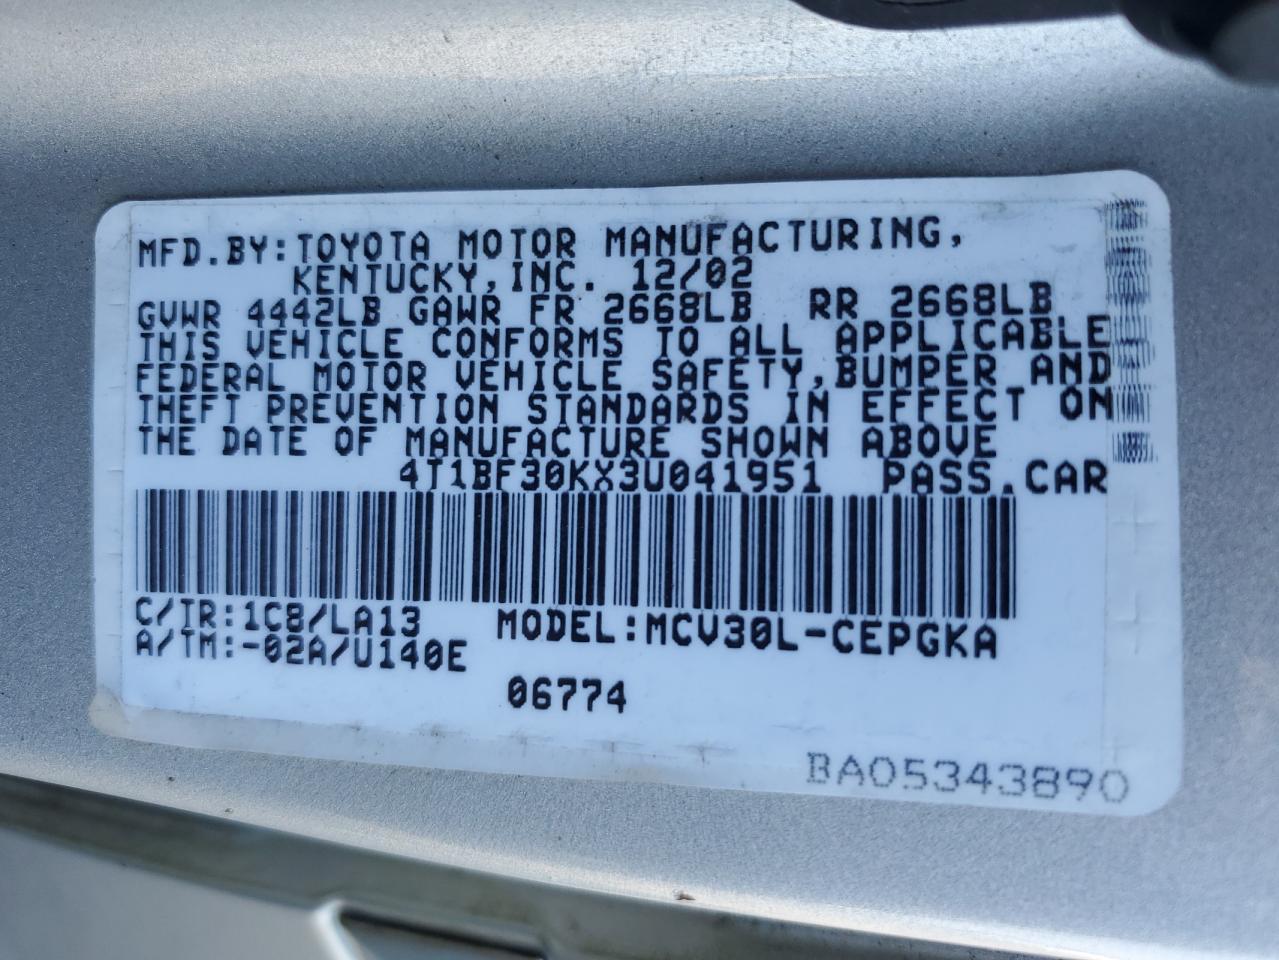 MFD.BY:TOYOTA MOTOR MANUFACTURING,
KENTUCKY,INC. 12/02
GVWR 4442LB GAWR FR 2668LB RR 2668LB
THIS VEHICLE CONFORMS TO ALL APPLICABLE
FEDERAL MOTOR VEHICLE SAFETY,BUMPER AND
THEFT PREVENTION STANDARDS IN EFFECT ON
THE DATE OF MANUFACTURE SHOWN ABOVE
4T1BF30KX3U041951 PASS.CAR
C/TR:1C8/LA13 MODEL:MCV30L-CEPGKA
A/TM:-02A/U140E
06774
BA05343890